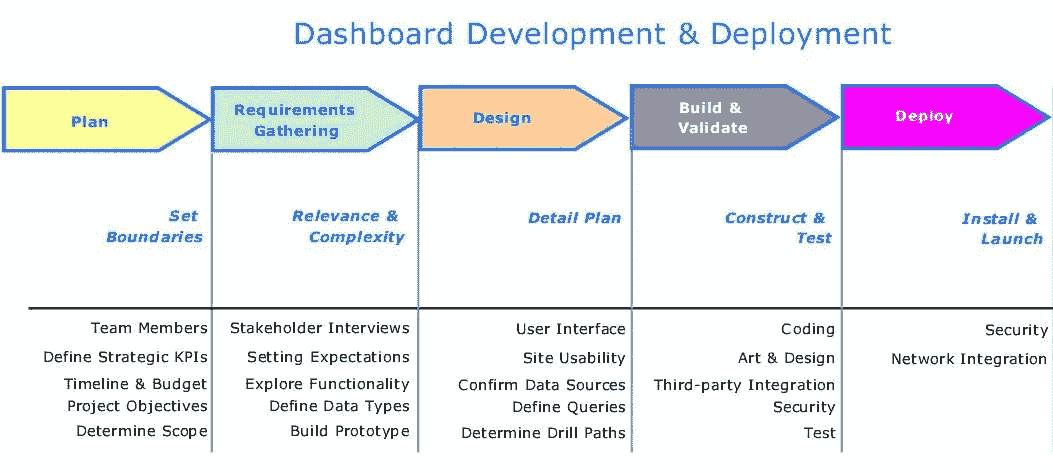 Dashboard Development & Deployment
Plan
Requirements
Gathering
Design
Build &
Validate
Deploy
Set
Boundaries
Relevance &
Complexity
Detail Plan
Construct &
Test
Install &
Launch
Team Members
Define Strategic KPIs
Timeline & Budget
Project Objectives
Determine Scope
Stakeholder Interviews
Setting Expectations
Explore Functionality
Define Data Types
Build Prototype
User Interface
Site Usability
Confirm Data Sources
Define Queries
Determine Drill Paths
Coding
Art & Design
Third-party Integration
Security
Test
Security
Network Integration